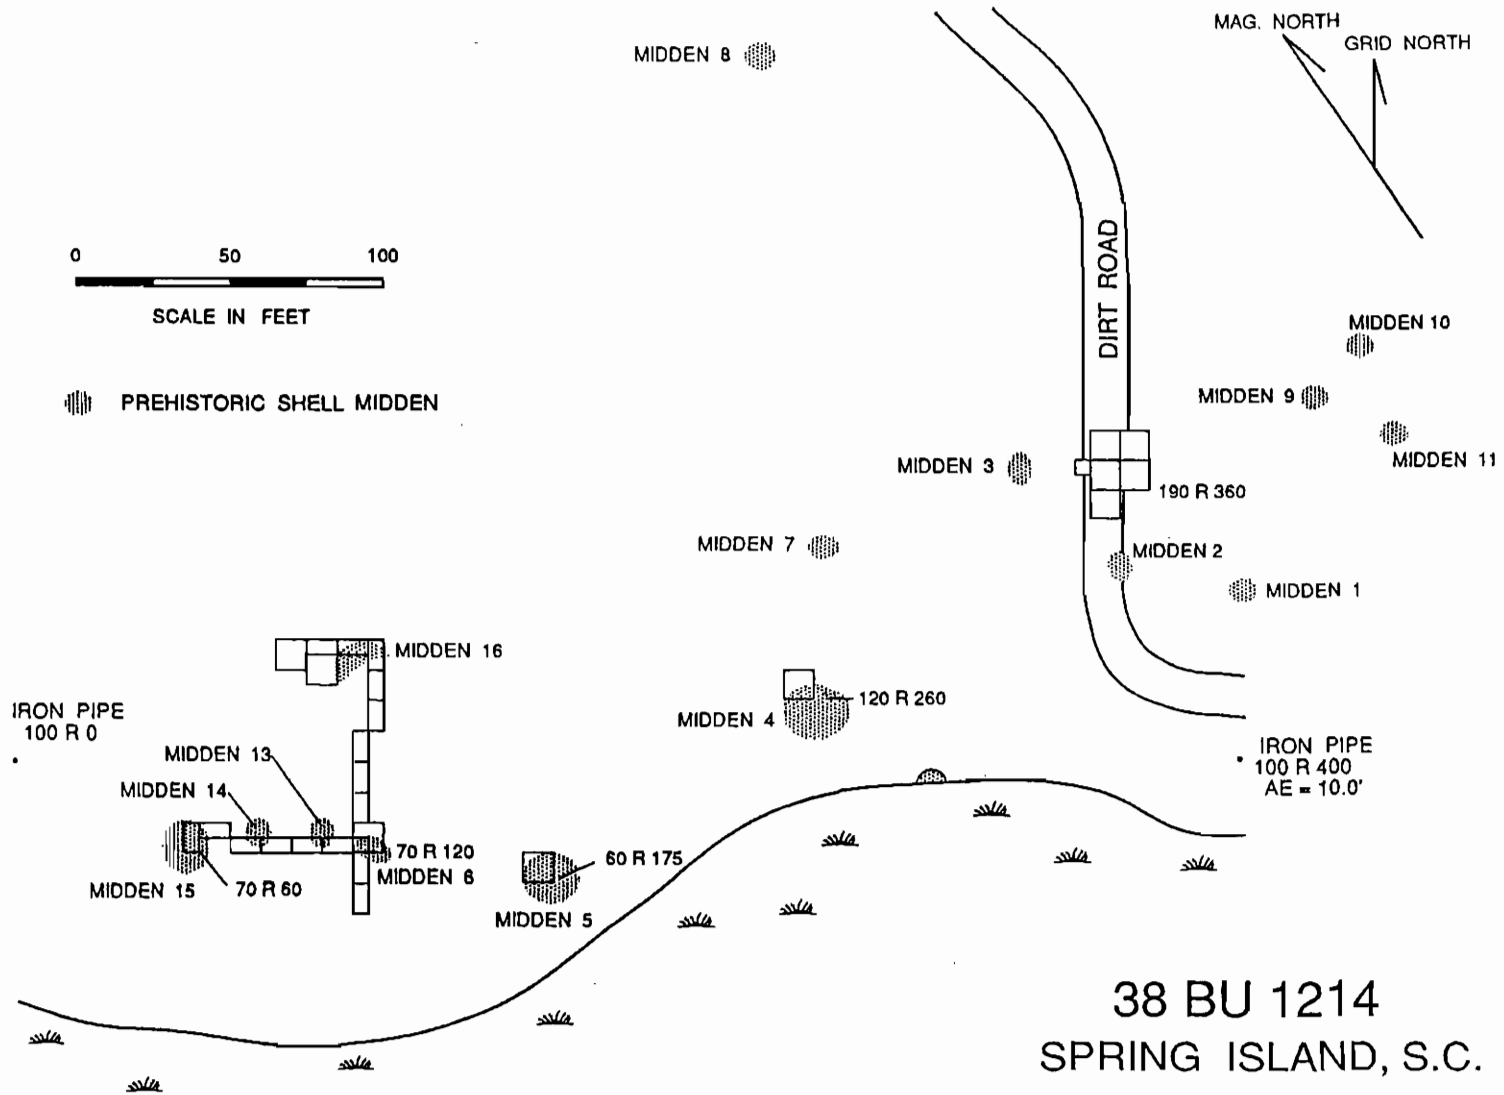 MAG. NORTH
GRID NORTH
MIDDEN 8
0 50 100
SCALE IN FEET
DIRT ROAD
MIDDEN 10
PREHISTORIC SHELL MIDDEN
MIDDEN 9
MIDDEN 3
MIDDEN 11
190 R 360
MIDDEN 7
MIDDEN 2
MIDDEN 1
MIDDEN 16
120 R 260
MIDDEN 4
IRON PIPE
100 R 0
MIDDEN 13
MIDDEN 14
IRON PIPE
100 R 400
AE = 10.0'
70 R 120
MIDDEN 6
60 R 175
MIDDEN 15
70 R 60
MIDDEN 5
38 BU 1214
SPRING ISLAND, S.C.